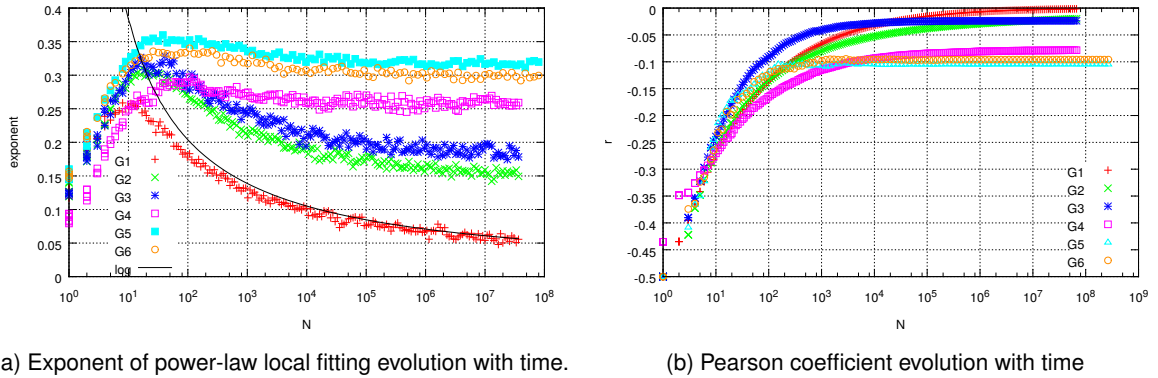 0.4
0.35
0.3
0.25
0.2
0.15
0.1
0.05
0
exponent
G1
G2
G3
G4
G5
G6
log
10^0 10^1 10^2 10^3 10^4 10^5 10^6 10^7 10^8
N
a) Exponent of power-law local fitting evolution with time.
0
-0.05
-0.1
-0.15
-0.2
-0.25
-0.3
-0.35
-0.4
-0.45
-0.5
r
G1
G2
G3
G4
G5
G6
10^0 10^1 10^2 10^3 10^4 10^5 10^6 10^7 10^8 10^9
N
(b) Pearson coefficient evolution with time